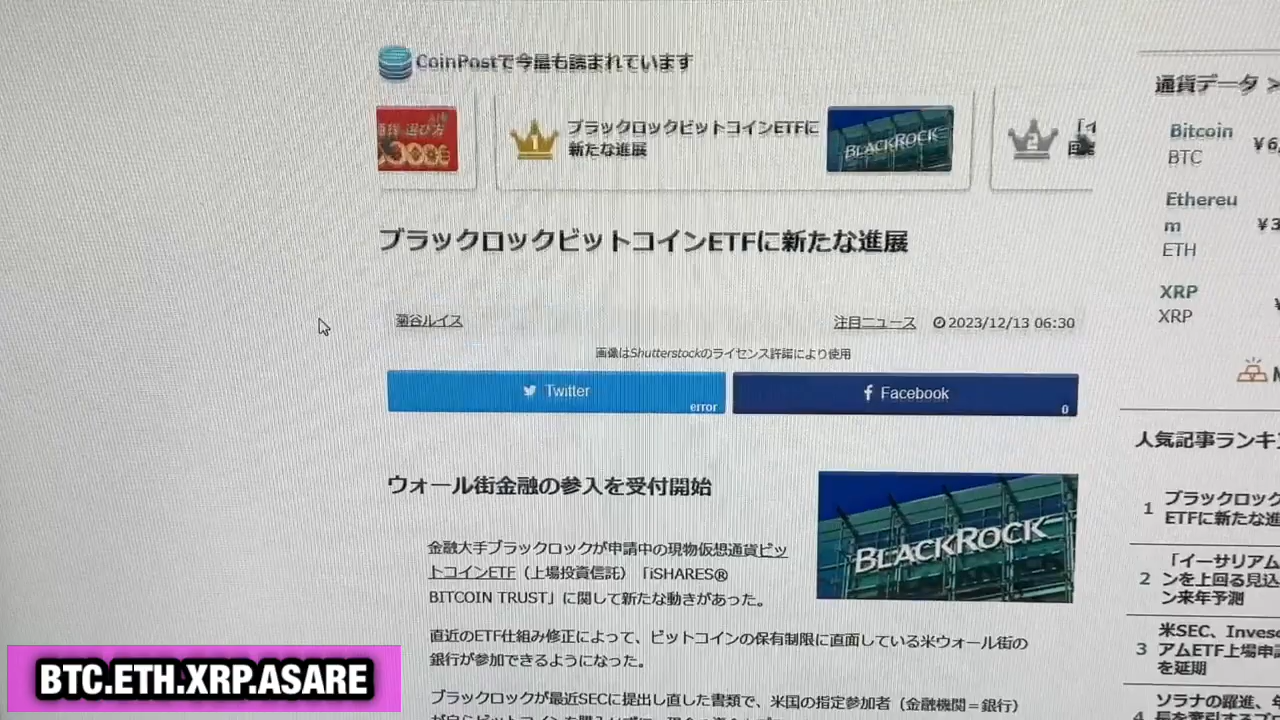 CoinPostで今最も読まれています
1
ブラックロックビットコインETFに
新たな進展
BLACKROCK
2
通貨データ >
Bitcoin
BTC
¥6,
Ethereu
m
ETH
¥3
XRP
XRP
ブラックロックビットコインETFに新たな進展
菊谷ルイス
注目ニュース
2023/12/13 06:30
画像はShutterstockのライセンス許諾により使用
Twitter
error
Facebook
0
ウォール街金融の参入を受付開始
BLACKROCK
金融大手ブラックロックが申請中の現物仮想通貨ビッ
トコインETF（上場投資信託）「iSHARES®
BITCOIN TRUST」に関して新たな動きがあった。
直近のETF仕組み修正によって、ビットコインの保有制限に直面している米ウォール街の
銀行が参加できるようになった。
ブラックロックが最近SECに提出し直した書類で、米国の指定参加者（金融機関＝銀行）
人気記事ランキ
1
ブラックロック
ETFに新たな進
2
「イーサリアム
ンを上回る見込
ン来年予測
3
米SEC、Invesc
アムETF上場申請
を延期
4
ソラナの躍進、
BTC.ETH.XRP.ASARE